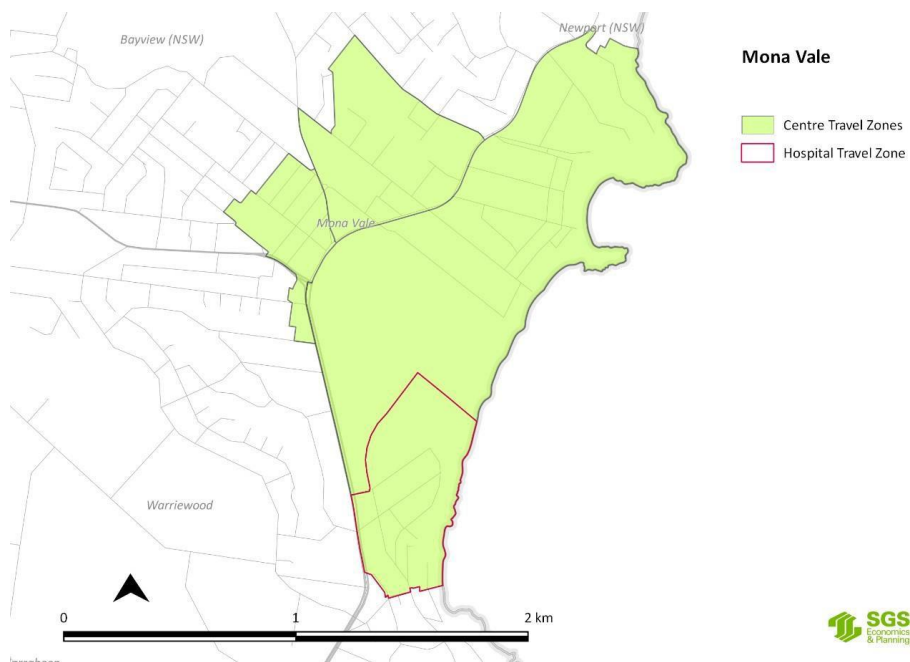 Bayview (NSW)
Newport (NSW)
Mona Vale
Centre Travel Zones
Hospital Travel Zone
Mona Vale
Warriewood
0
1
2 km
SGS
Economics
& Planning